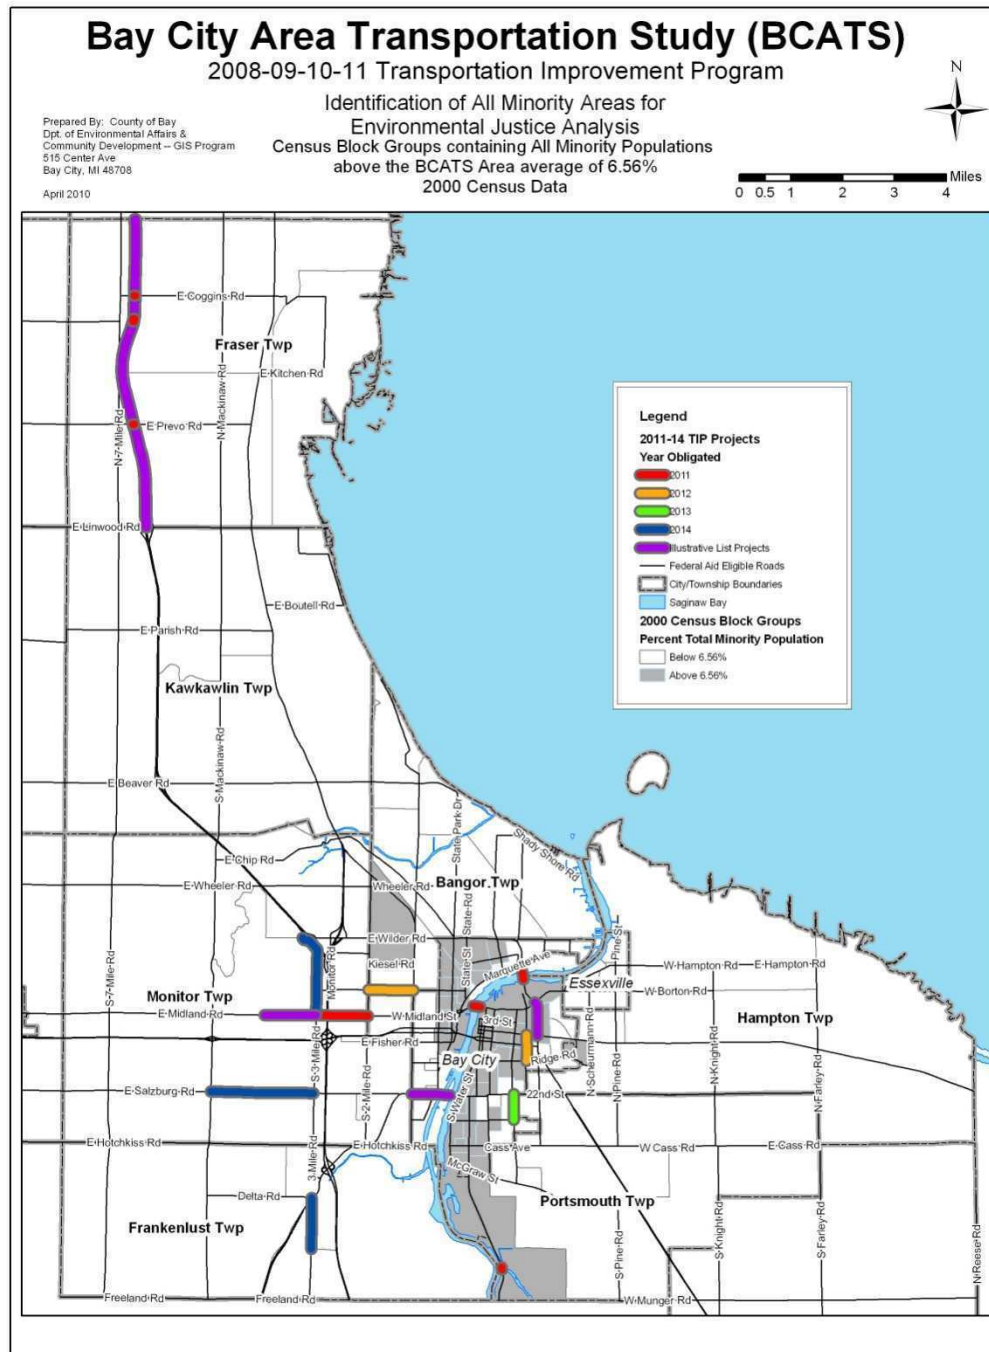 Bay City Area Transportation Study (BCATS)
2008-09-10-11 Transportation Improvement Program
Identification of All Minority Areas for
Environmental Justice Analysis
Census Block Groups containing All Minority Populations
above the BCATS Area average of 6.56%
2000 Census Data
Prepared By: County of Bay
Dpt. of Environmental Affairs &
Community Development -- GIS Program
515 Center Ave
Bay City, MI 48708
April 2010
N
Miles
0 0.5 1 2 3 4
E Coggins Rd
Fraser Twp
E Kitchen Rd
N Mackinaw Rd
N 7-Mile Rd
E Prevo Rd
E Linwood Rd
E Boutell Rd
E Parish Rd
Kawkawlin Twp
S Mackinaw Rd
E Beaver Rd
State Park Dr
Shady Shore Rd
E Chip Rd
E Wheeler Rd
Wheeler Rd
Bangor Twp
State Rd
E Wilder Rd
State St
Pine St
Kiesel Rd
Marquette Ave
Monitor Rd
S-7-Mile Rd
Essexville
W Hampton Rd
E Hampton Rd
W Borton Rd
Monitor Twp
E Midland Rd
W Midland St
3rd St
Hampton Twp
E Fisher Rd
Bay City
Ridge Rd
S-3-Mile Rd
S-2-Mile Rd
N Scheurmann Rd
N Pine Rd
N Knight Rd
N Farley Rd
E Salzburg Rd
S Water St
22nd St
E Hotchkiss Rd
E Hotchkiss Rd
Cass Ave
W Cass Rd
E Cass Rd
3 Mile Rd
McGraw St
Delta Rd
Portsmouth Twp
Frankenlust Twp
S Pine Rd
S Knight Rd
S Farley Rd
N Reese Rd
Freeland Rd
Freeland Rd
W Munger Rd
Legend
2011-14 TIP Projects
Year Obligated
2011
2012
2013
2014
Illustrative List Projects
Federal Aid Eligible Roads
City/Township Boundaries
Saginaw Bay
2000 Census Block Groups
Percent Total Minority Population
Below 6.56%
Above 6.56%